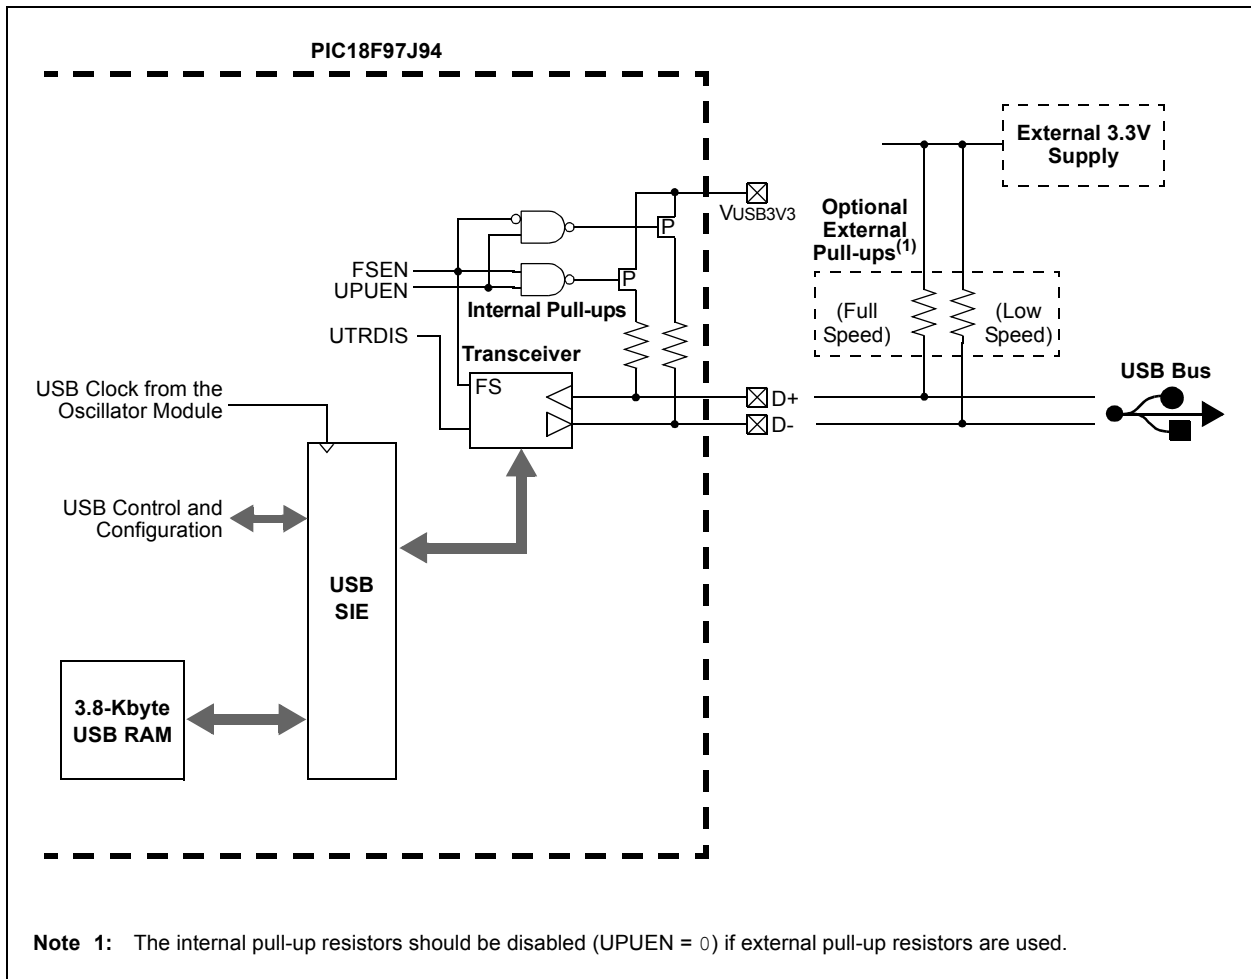 PIC18F97J94
External 3.3V
Supply
VUSB3V3
Optional
External
Pull-ups(1)
P
P
FSEN
UPUEN
Internal Pull-ups
(Full
Speed)
(Low
Speed)
UTRDIS
Transceiver
FS
USB Clock from the
Oscillator Module
D+
D-
USB Bus
USB Control and
Configuration
USB
SIE
3.8-Kbyte
USB RAM
Note 1: The internal pull-up resistors should be disabled (UPUEN = 0) if external pull-up resistors are used.